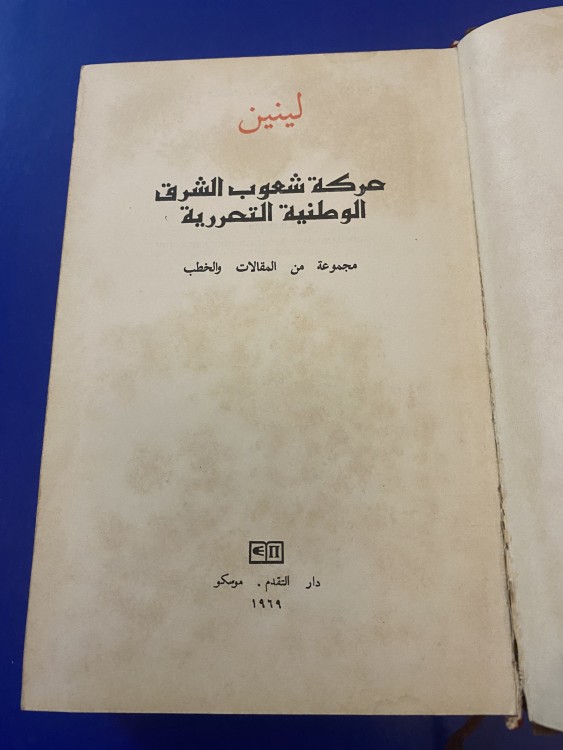 لينين
حركة شعوب الشرق
الوطنية التحررية
مجموعة من المقالات والخطب
دار التقدم . موسكو
١٩٦٩